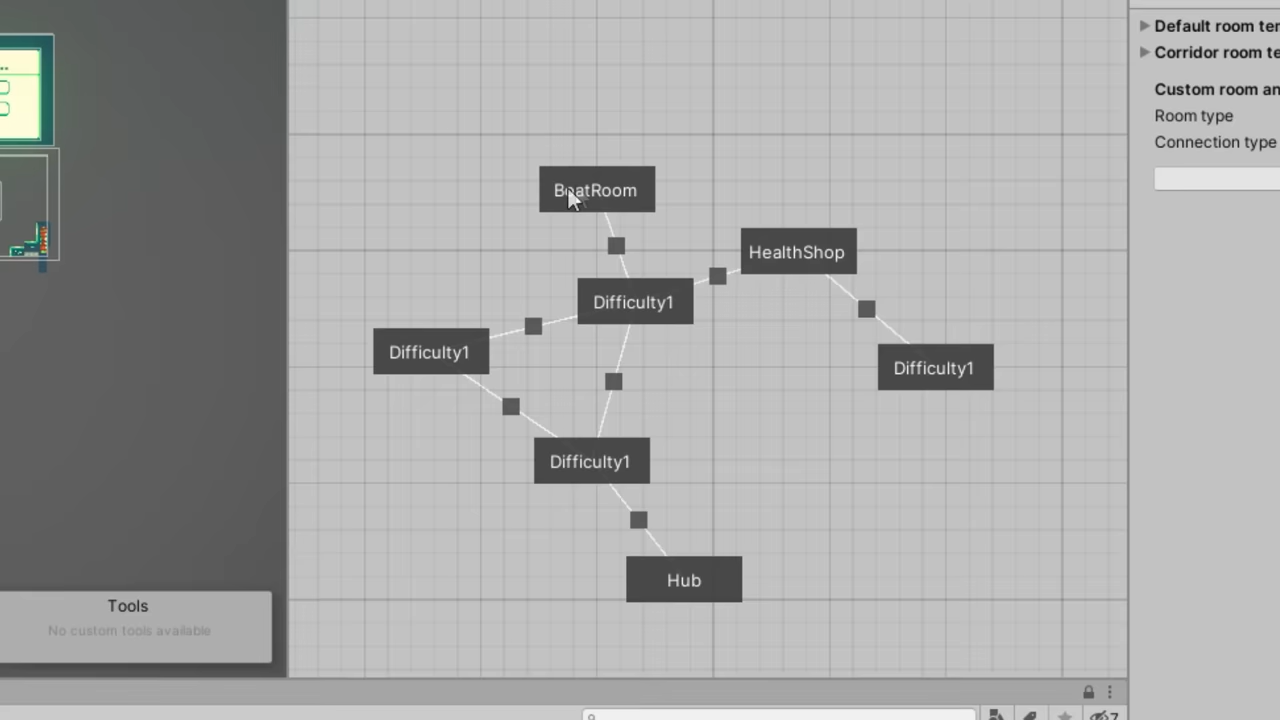 Default room ter
Corridor room te
Custom room an
Room type
Connection type
BoatRoom
HealthShop
Difficulty1
Difficulty1
Difficulty1
Difficulty1
Hub
Tools
No custom tools available
7